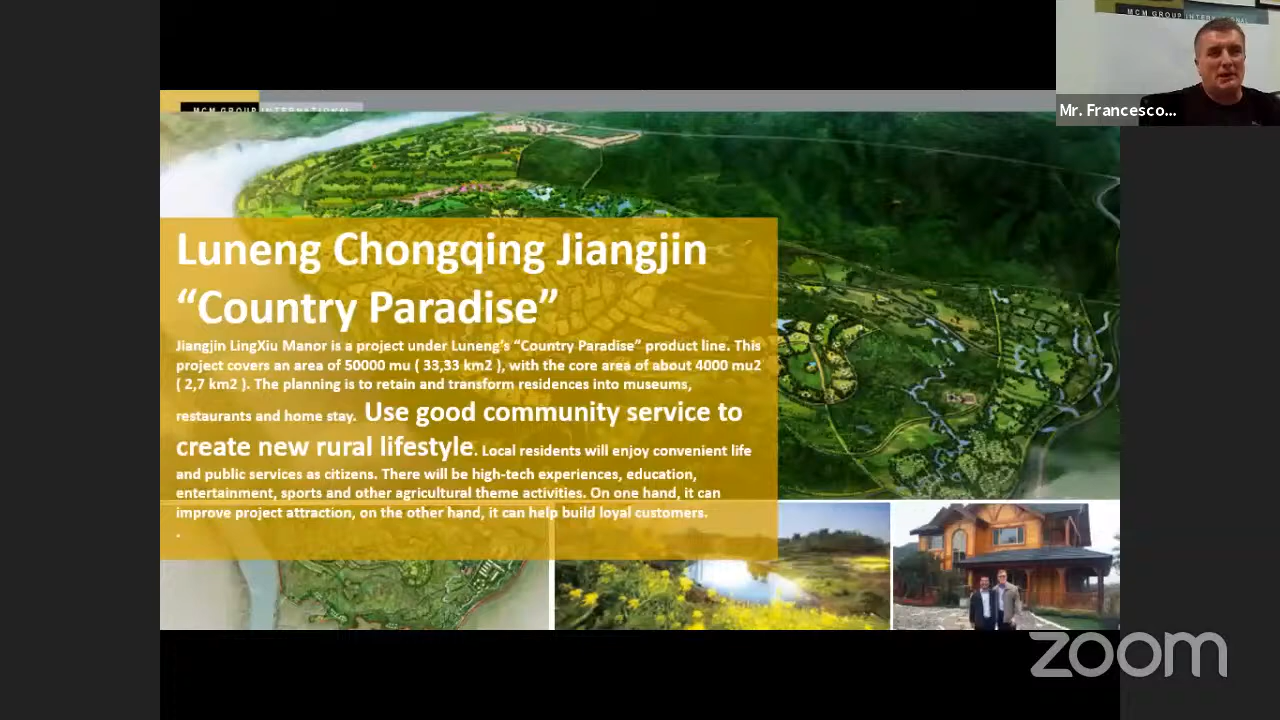 MCM GROUP INTERNATIONAL
Mr. Francesco...
MCM GROUP INTERNATIONAL
Luneng Chongqing Jiangjin
“Country Paradise”
Jiangjin LingXiu Manor is a project under Luneng’s “Country Paradise” product line. This
project covers an area of 50000 mu ( 33,33 km2 ), with the core area of about 4000 mu2
( 2,7 km2 ). The planning is to retain and transform residences into museums,
restaurants and home stay. Use good community service to
create new rural lifestyle. Local residents will enjoy convenient life
and public services as citizens. There will be high-tech experiences, education,
entertainment, sports and other agricultural theme activities. On one hand, it can
improve project attraction, on the other hand, it can help build loyal customers.
.
zoom